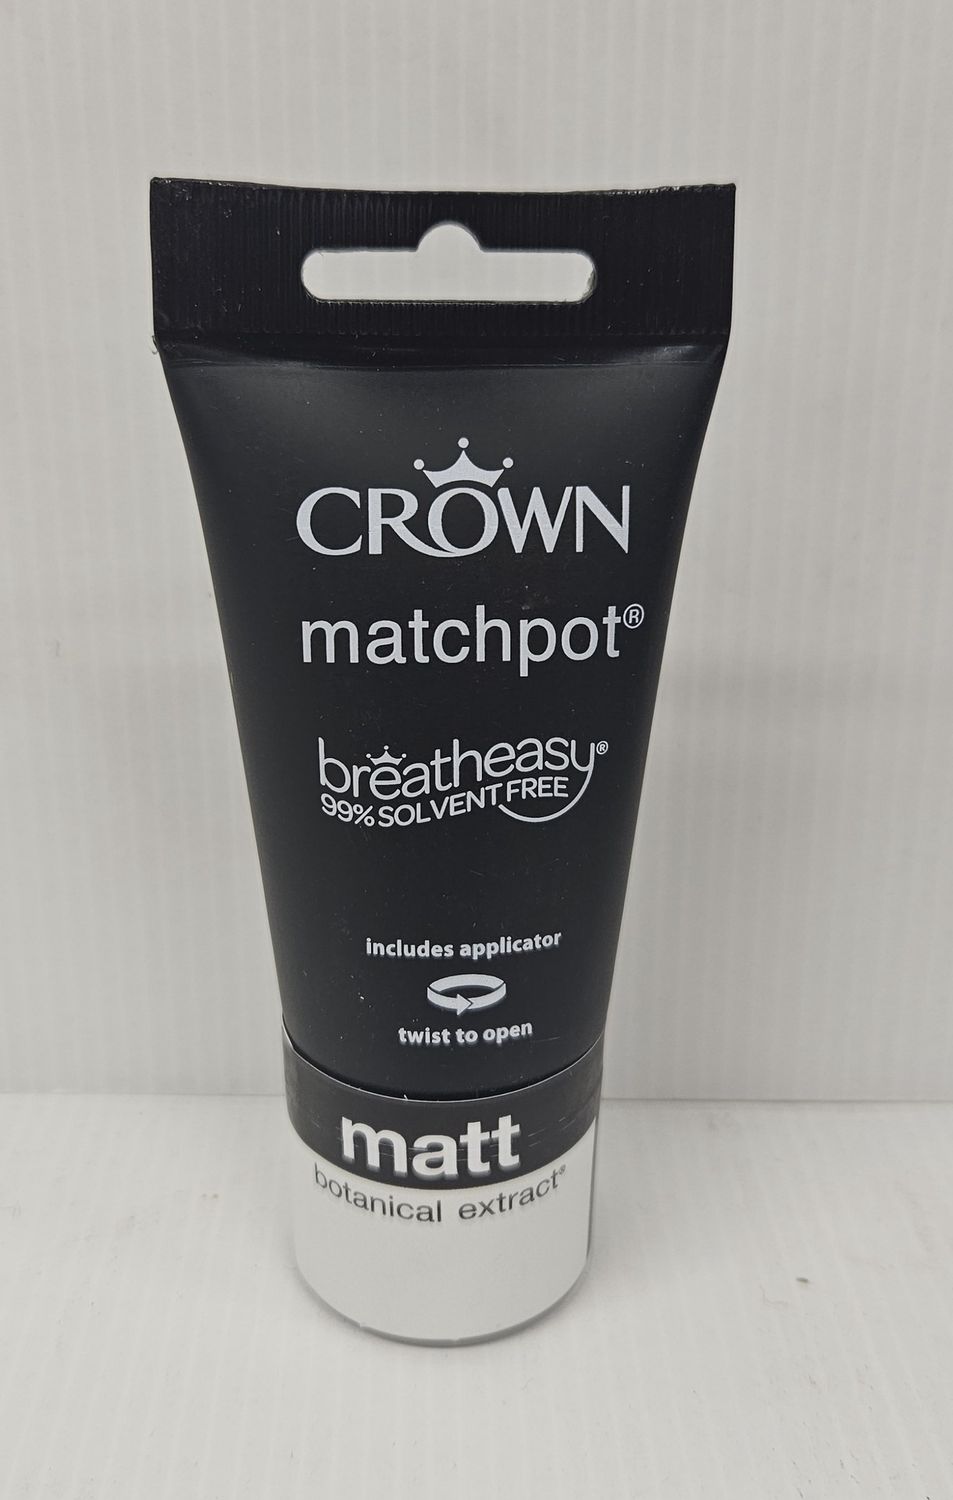 CROWN
matchpot®
breatheasy®
99% SOLVENT FREE
includes applicator
twist to open
matt
botanical extract®